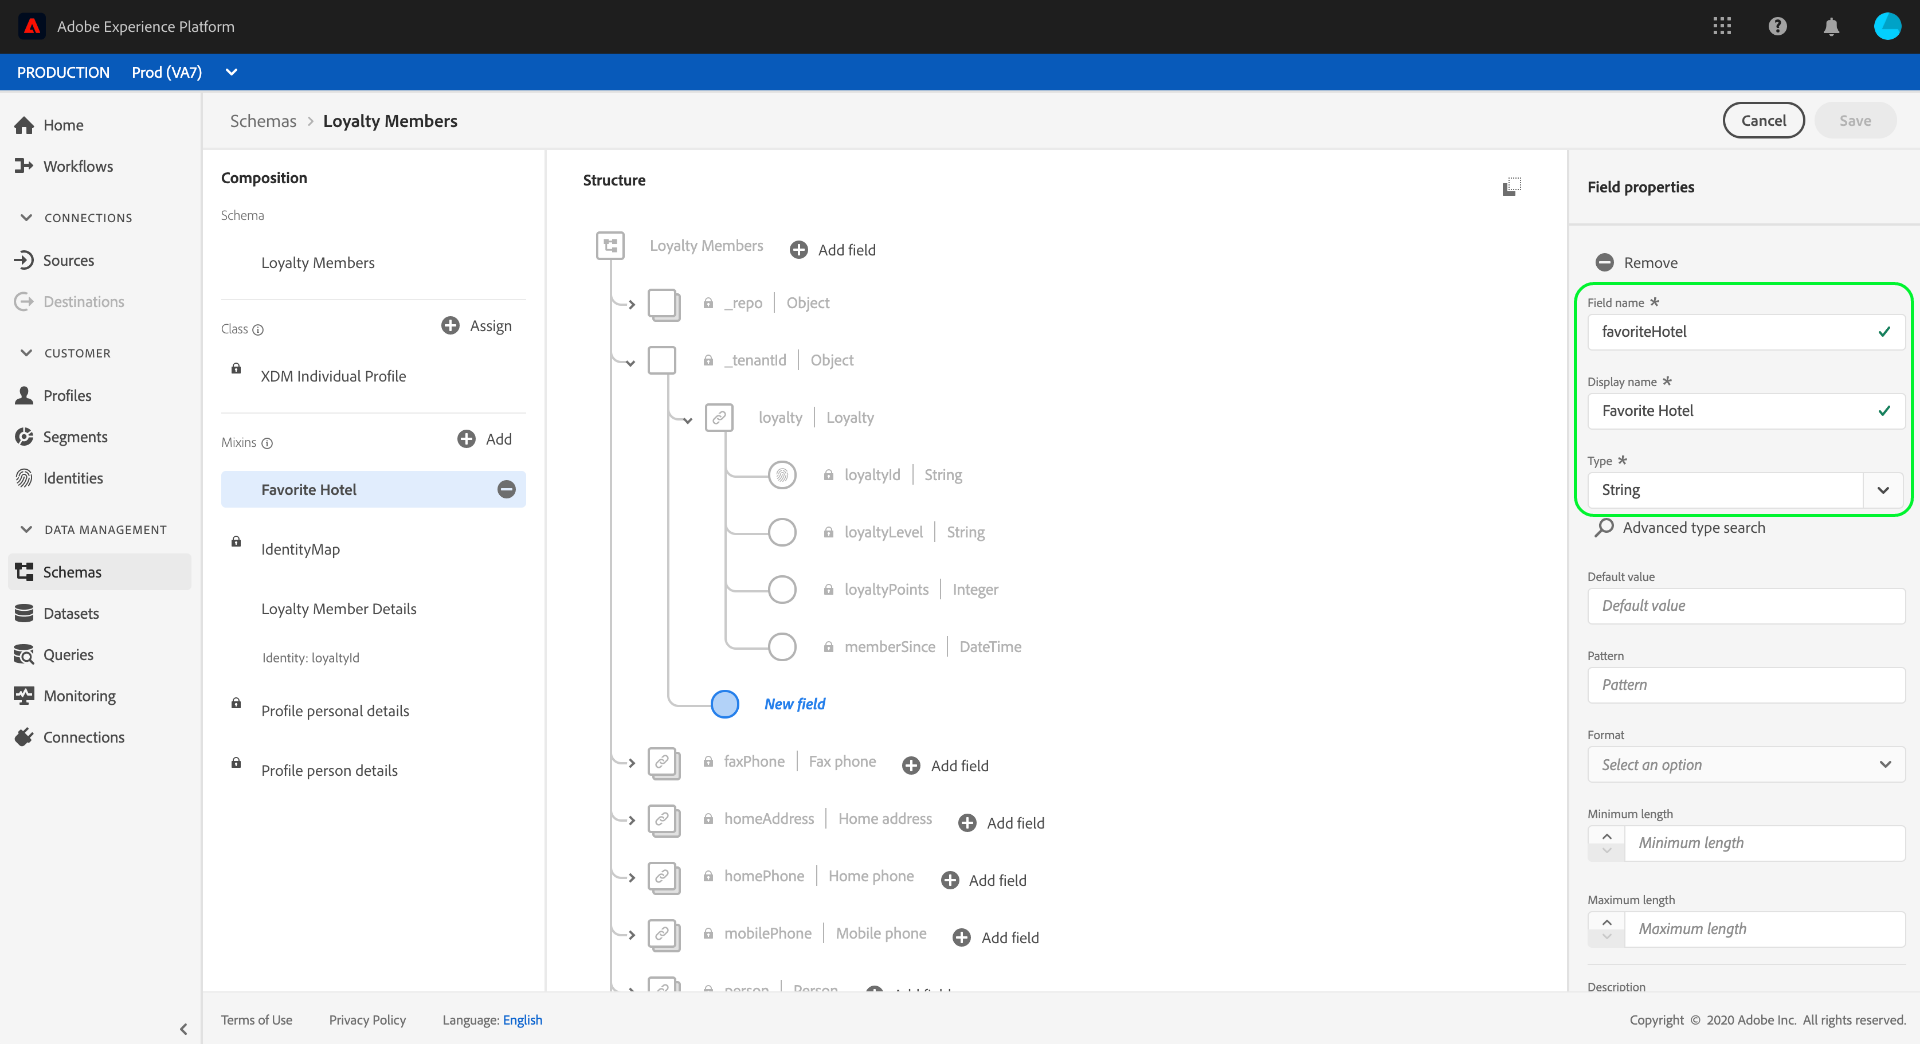 Adobe Experience Platform
PRODUCTION Prod (VA7)
Home
Workflows
CONNECTIONS
Sources
Destinations
CUSTOMER
Profiles
Segments
Identities
DATA MANAGEMENT
Schemas
Datasets
Queries
Monitoring
Connections
Schemas > Loyalty Members
Cancel
Save
Composition
Schema
Loyalty Members
Class
Assign
XDM Individual Profile
Mixins
Add
Favorite Hotel
IdentityMap
Loyalty Member Details
Identity: loyaltyId
Profile personal details
Profile person details
Structure
Loyalty Members Add field
_repo | Object
_tenantId | Object
loyalty | Loyalty
loyaltyId | String
loyaltyLevel | String
loyaltyPoints | Integer
memberSince | DateTime
New field
faxPhone | Fax phone Add field
homeAddress | Home address Add field
homePhone | Home phone Add field
mobilePhone | Mobile phone Add field
person | Person Add field
Field properties
Remove
Field name *
favoriteHotel
Display name *
Favorite Hotel
Type *
String
Advanced type search
Default value
Default value
Pattern
Pattern
Format
Select an option
Minimum length
Minimum length
Maximum length
Maximum length
Description
Terms of Use Privacy Policy Language: English
Copyright © 2020 Adobe Inc. All rights reserved.